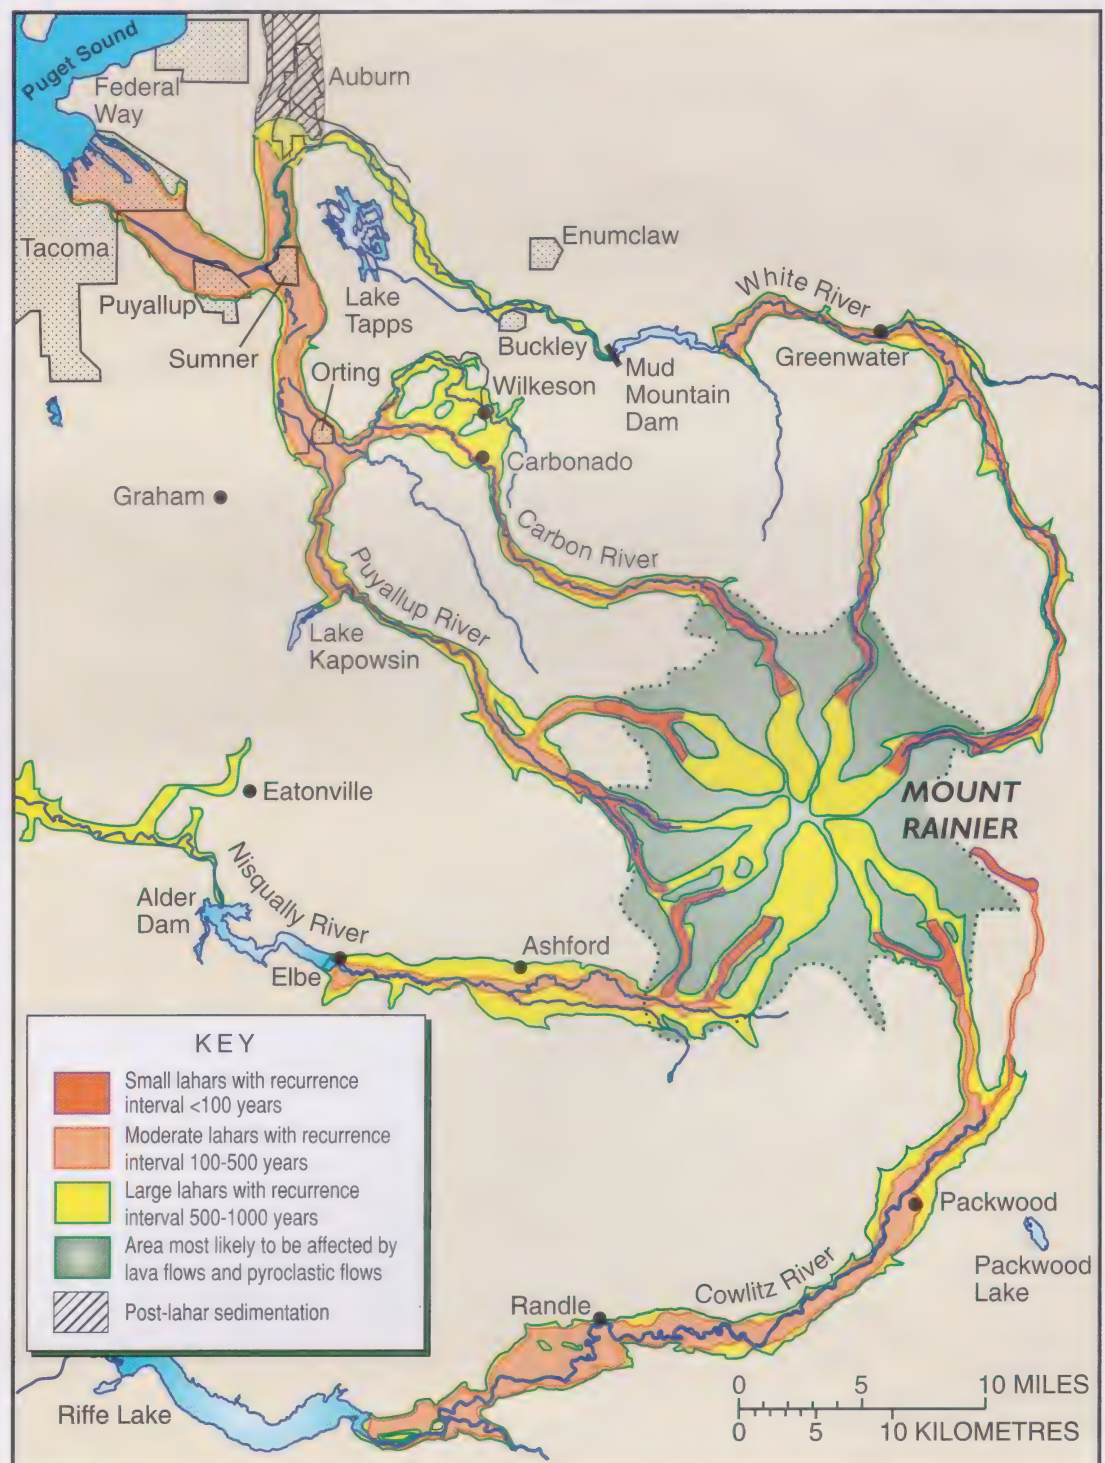 Puget Sound
Federal
Way
Auburn
Tacoma
Enumclaw
Puyallup
Lake
Tapps
White River
Sumner
Buckley
Greenwater
Orting
Wilkeson
Mud
Mountain
Dam
Carbonado
Graham
Carbon River
Puyallup River
Lake
Kapowsin
Eatonville
MOUNT
RAINIER
Nisqually River
Alder
Dam
Ashford
Elbe
KEY
Small lahars with recurrence
interval <100 years
Moderate lahars with recurrence
interval 100-500 years
Large lahars with recurrence
interval 500-1000 years
Area most likely to be affected by
lava flows and pyroclastic flows
Post-lahar sedimentation
Packwood
Packwood
Lake
Cowlitz River
Randle
Riffe Lake
0 5 10 MILES
0 5 10 KILOMETRES